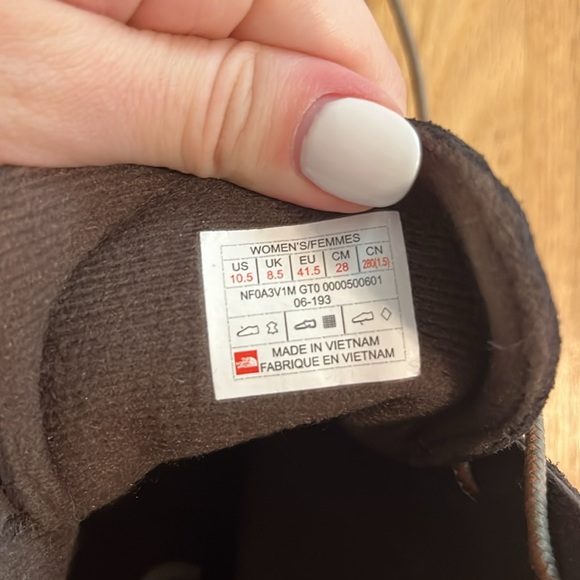 WOMEN'S/FEMMES
US UK EU CM CN
10.5 8.5 41.5 28 280(1.5)
NF0A3V1M GT0 0000500601
06-193
MADE IN VIETNAM
FABRIQUE EN VIETNAM